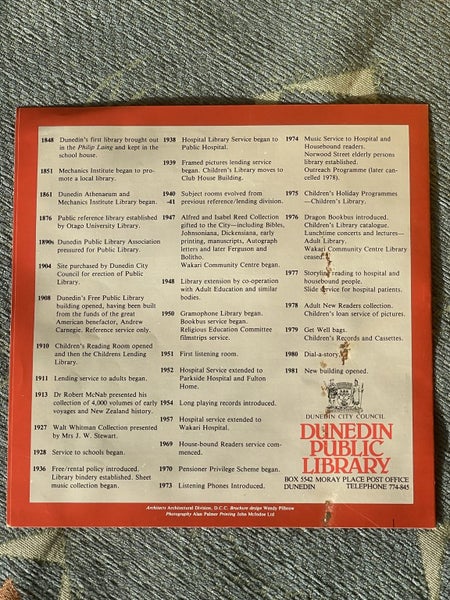 1848 Dunedin's first library brought out
in the Philip Laing and kept in the
school house.
1851 Mechanics Institute began to pro-
mote a local library.
1861 Dunedin Athenaeum and
Mechanics Institute Library began.
1876 Public reference library established
by Otago University Library.
1890s Dunedin Public Library Association
pressured for Public Library.
1904 Site purchased by Dunedin City
Council for erection of Public
Library.
1908 Dunedin's Free Public Library
building opened, having been built
from the funds of the great
American benefactor, Andrew
Carnegie. Reference service only.
1910 Children's Reading Room opened
and then the Childrens Lending
Library.
1911 Lending service to adults began.
1913 Dr Robert McNab presented his
collection of 4,000 volumes of early
voyages and New Zealand history.
1927 Walt Whitman Collection presented
by Mrs J. W. Stewart.
1928 Service to schools began.
1936 Free/rental policy introduced.
Library bindery established. Sheet
music collection began.
1938 Hospital Library Service began to
Public Hospital.
1939 Framed pictures lending service
began. Children's Library moves to
Club House Building.
1940 Subject rooms evolved from
-41 previous reference/lending division.
1947 Alfred and Isabel Reed Collection
gifted to the City—including Bibles,
Johnsoniana, Dickensiana, early
printing, manuscripts, Autograph
letters and later Ferguson and
Bolitho.
Wakari Community Centre began.
1948 Library extension by co-operation
with Adult Education and similar
bodies.
1950 Gramophone Library began.
Bookbus service began.
Religious Education Committee
filmstrips service.
1951 First listening room.
1952 Hospital Service extended to
Parkside Hospital and Fulton
Home.
1954 Long playing records introduced.
1957 Hospital service extended to
Wakari Hospital.
1969 House-bound Readers service com-
menced.
1970 Pensioner Privilege Scheme began.
1973 Listening Phones Introduced.
1974 Music Service to Hospital and
Housebound readers.
Norwood Street elderly persons
library established.
Outreach Programme (later can-
celled 1978).
1975 Children's Holiday Programmes
—Children's Library.
1976 Dragon Bookbus introduced.
Children's Library catalogue.
Lunchtime concerts and lectures—
Adult Library.
Wakari Community Centre Library
ceased.
1977 Storytelling reading to hospital and
housebound people.
Slide service for hospital patients.
1978 Adult New Readers collection.
Children's loan service of pictures.
1979 Get Well bags.
Children's Records and Cassettes.
1980 Dial-a-story.
1981 New building opened.
DUNEDIN CITY COUNCIL
DUNEDIN
PUBLIC
LIBRARY
BOX 5542 MORAY PLACE POST OFFICE
DUNEDIN TELEPHONE 774-845
Architects Architectural Division, D.C.C. Brochure design Wendy Pilbrow
Photography Alan Palmer Printing John McIndoe Ltd